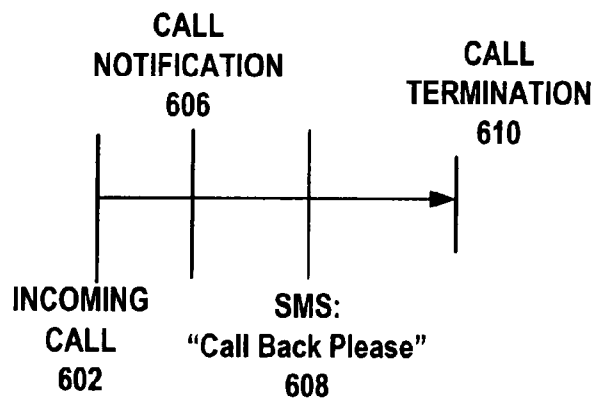 CALL
NOTIFICATION
606
CALL
TERMINATION
610
INCOMING
CALL
602
SMS:
“Call Back Please”
608